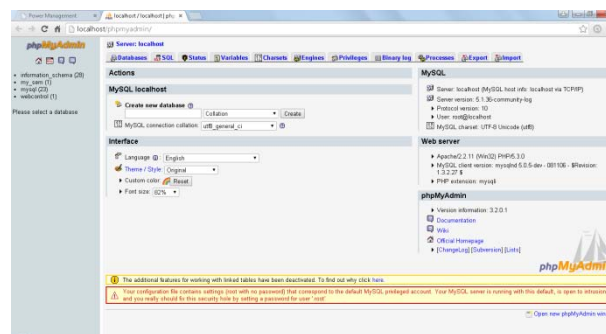 Power Management
localhost / localhost | php
localhost/phpmyadmin/
phpMyAdmin
information_schema (28)
my_sam (1)
mysql (23)
webcontrol (1)
Please select a database
Server: localhost
Databases SQL Status Variables Charsets Engines Privileges Binary log Processes Export Import
Actions
MySQL localhost
Create new database
Collation Create
MySQL connection collation: utf8_general_ci
Interface
Language: English
Theme / Style: Original
Custom color: Reset
Font size: 82%
MySQL
Server: localhost (MySQL host info: localhost via TCP/IP)
Server version: 5.1.36-community-log
Protocol version: 10
User: root@localhost
MySQL charset: UTF-8 Unicode (utf8)
Web server
Apache/2.2.11 (Win32) PHP/5.3.0
MySQL client version: mysqlnd 5.0.5-dev - 081106 - $Revision:
1.3.2.27 $
PHP extension: mysqli
phpMyAdmin
Version information: 3.2.0.1
Documentation
Wiki
Official Homepage
[ChangeLog] [Subversion] [Lists]
phpMyAdmi
The additional features for working with linked tables have been deactivated. To find out why click here.
Your configuration file contains settings (root with no password) that correspond to the default MySQL privileged account. Your MySQL server is running with this default, is open to intrusion,
and you really should fix this security hole by setting a password for user 'root'.
Open new phpMyAdmin win